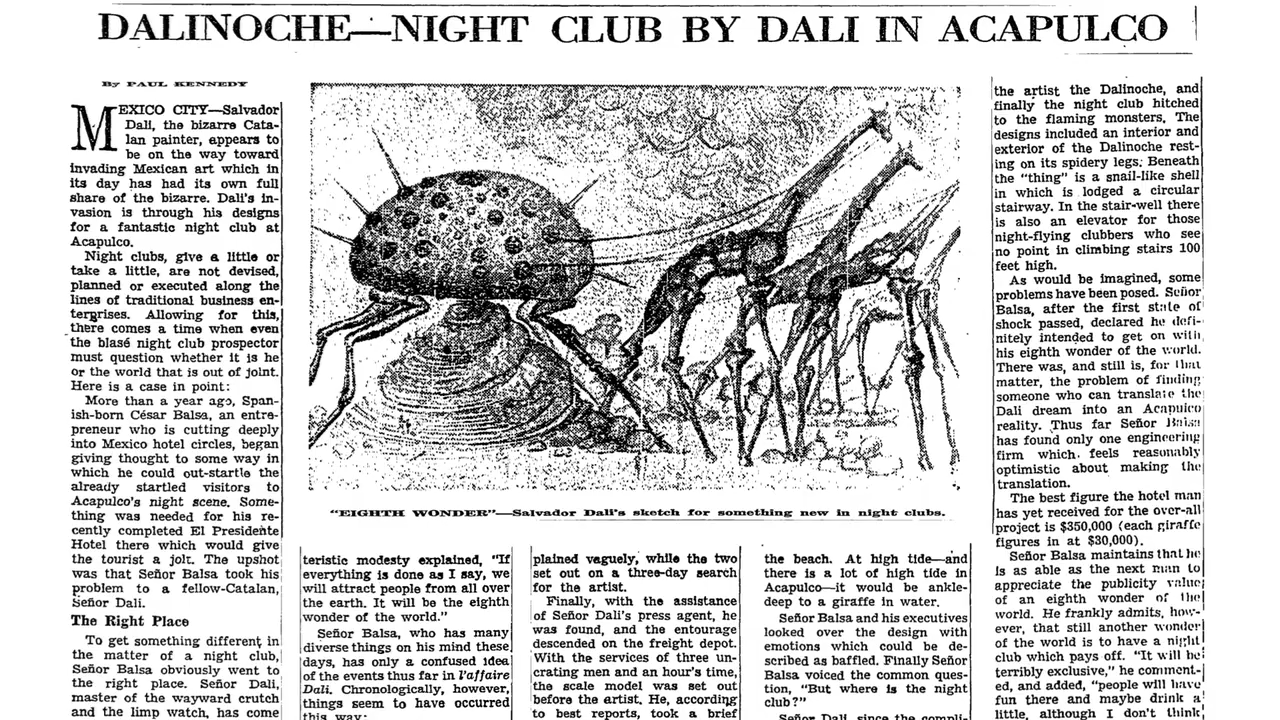 DALINOCHE—NIGHT CLUB BY DALI IN ACAPULCO
By PAUL KENNEDY
MEXICO CITY—Salvador
Dali, the bizarre Cata-
lan painter, appears to
be on the way toward
invading Mexican art which in
its day has had its own full
share of the bizarre. Dali's in-
vasion is through his designs
for a fantastic night club at
Acapulco.
Night clubs, give a little or
take a little, are not devised,
planned or executed along the
lines of traditional business en-
terprises. Allowing for this,
there comes a time when even
the blasé night club prospector
must question whether it is he
or the world that is out of joint.
Here is a case in point:
More than a year ago, Span-
ish-born César Balsa, an entre-
preneur who is cutting deeply
into Mexico hotel circles, began
giving thought to some way in
which he could out-startle the
already startled visitors to
Acapulco's night scene. Some-
thing was needed for his re-
cently completed El Presidente
Hotel there which would give
the tourist a jolt. The upshot
was that Señor Balsa took his
problem to a fellow-Catalan,
Señor Dali.
The Right Place
To get something different in
the matter of a night club,
Señor Balsa obviously went to
the right place. Señor Dali,
master of the wayward crutch
and the limp watch, has come
"EIGHTH WONDER"—Salvador Dali's sketch for something new in night clubs.
teristic modesty explained, "If
everything is done as I say, we
will attract people from all over
the earth. It will be the eighth
wonder of the world."
Señor Balsa, who has many
diverse things on his mind these
days, has only a confused idea
of the events thus far in l'affaire
Dali. Chronologically, however,
things seem to have occurred
this way:
plained vaguely, while the two
set out on a three-day search
for the artist.
Finally, with the assistance
of Señor Dali's press agent, he
was found, and the entourage
descended on the freight depot.
With the services of three un-
crating men and an hour's time,
the scale model was set out
before the artist. He, according
to best reports, took a brief
the beach. At high tide—and
there is a lot of high tide in
Acapulco—it would be ankle-
deep to a giraffe in water.
Señor Balsa and his executives
looked over the design with
emotions which could be de-
scribed as baffled. Finally Señor
Balsa voiced the common ques-
tion, "But where is the night
club?"
Señor Dali, since the compli-
the artist the Dalinoche, and
finally the night club hitched
to the flaming monsters. The
designs included an interior and
exterior of the Dalinoche rest-
ing on its spidery legs. Beneath
the "thing" is a snail-like shell
in which is lodged a circular
stairway. In the stair-well there
is also an elevator for those
night-flying clubbers who see
no point in climbing stairs 100
feet high.
As would be imagined, some
problems have been posed. Señor
Balsa, after the first state of
shock passed, declared he defi-
nitely intended to get on with
his eighth wonder of the world.
There was, and still is, for that
matter, the problem of finding
someone who can translate the
Dali dream into an Acapulco
reality. Thus far Señor Balsa
has found only one engineering
firm which feels reasonably
optimistic about making the
translation.
The best figure the hotel man
has yet received for the over-all
project is $350,000 (each giraffe
figures in at $30,000).
Señor Balsa maintains that he
is as able as the next man to
appreciate the publicity value
of an eighth wonder of the
world. He frankly admits, how-
ever, that still another wonder
of the world is to have a night
club which pays off. "It will be
terribly exclusive," he comment-
ed, and added, "people will have
fun there and maybe drink a
little, although I don't think